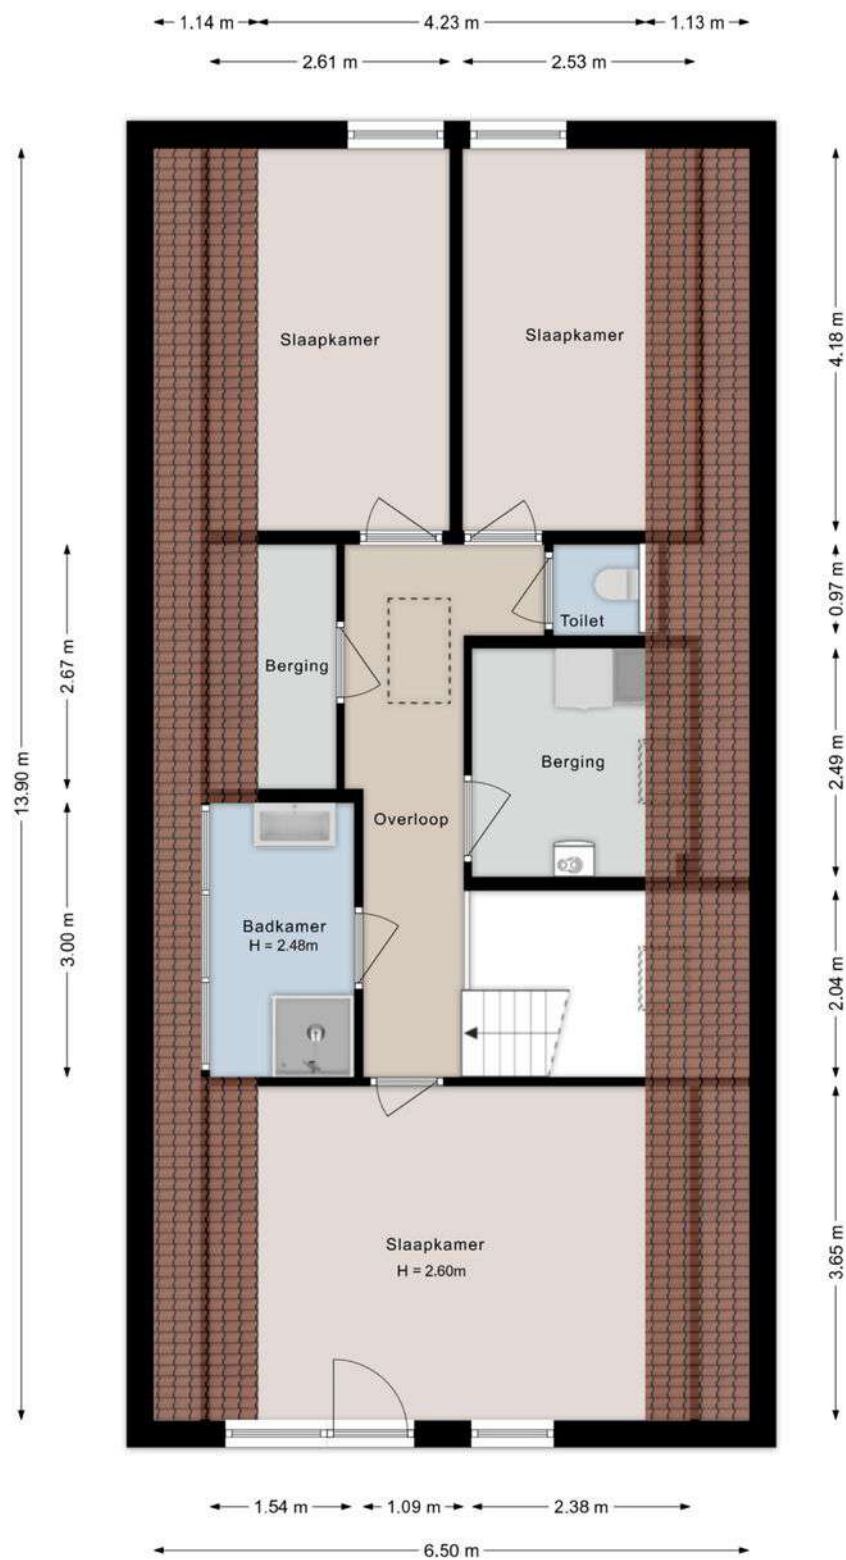 1.14 m 4.23 m 1.13 m
2.61 m 2.53 m
Slaapkamer
Slaapkamer
4.18 m
0.97 m
Toilet
Berging
2.67 m
13.90 m
Berging
2.49 m
Overloop
Badkamer
H = 2.48m
3.00 m
2.04 m
Slaapkamer
H = 2.60m
3.65 m
1.54 m 1.09 m 2.38 m
6.50 m